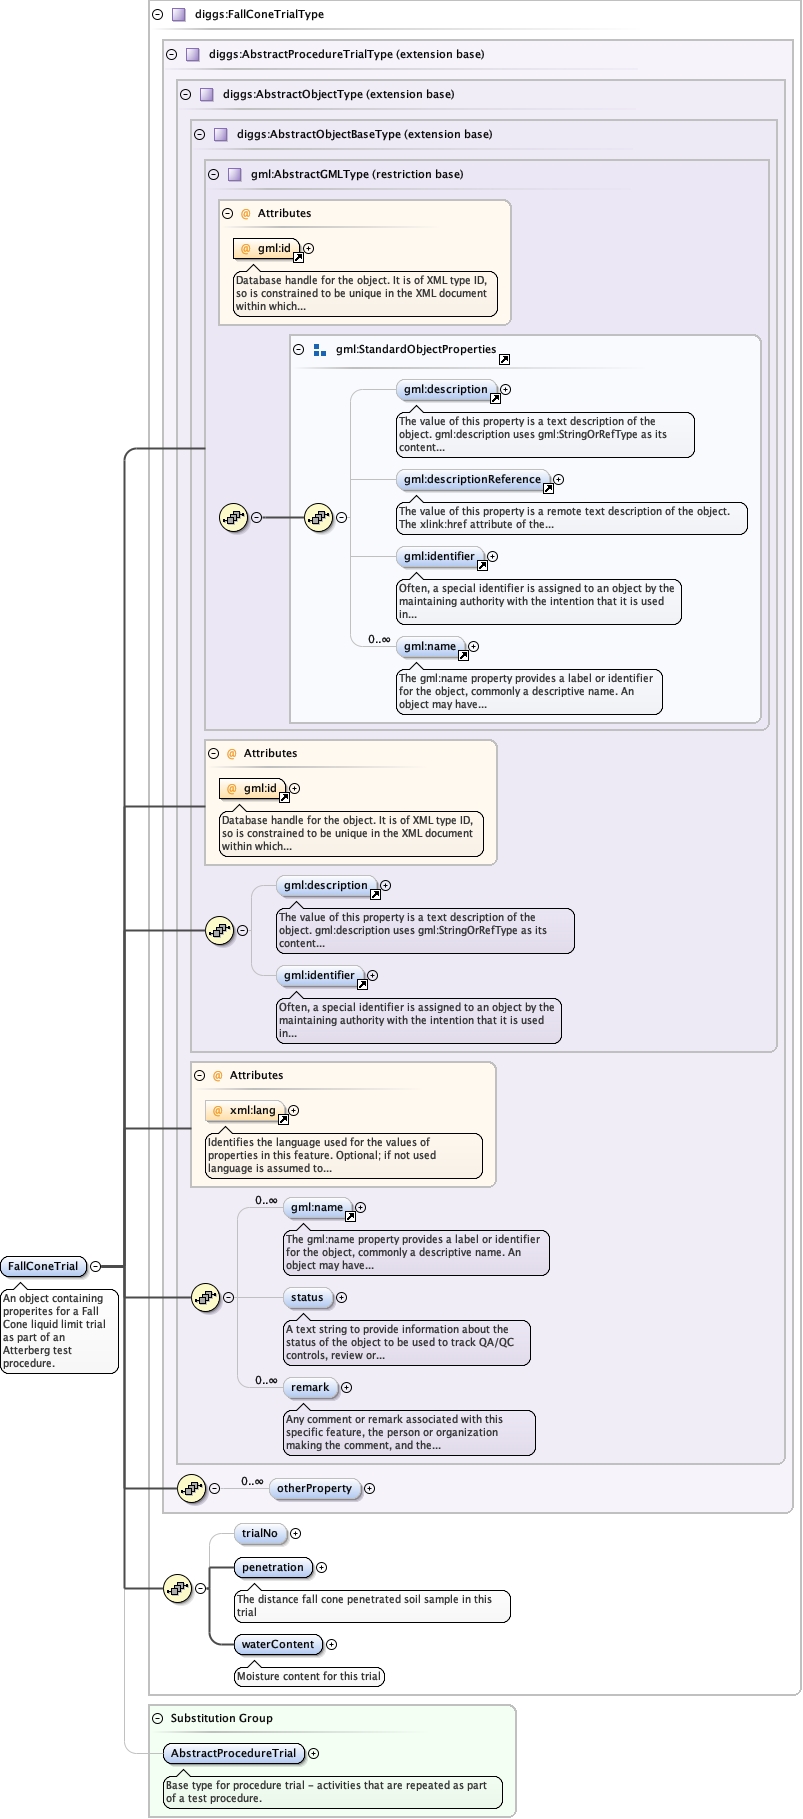 diggs:FallConeTrialType
diggs:AbstractProcedureTrialType (extension base)
diggs:AbstractObjectType (extension base)
diggs:AbstractObjectBaseType (extension base)
gml:AbstractGMLType (restriction base)
@ Attributes
@ gml:id
Database handle for the object. It is of XML type ID,
so is constrained to be unique in the XML document
within which...
gml:StandardObjectProperties
gml:description
The value of this property is a text description of the
object. gml:description uses gml:StringOrRefType as its
content...
gml:descriptionReference
The value of this property is a remote text description of the object.
The xlink:href attribute of the...
gml:identifier
Often, a special identifier is assigned to an object by the
maintaining authority with the intention that it is used
in...
0..∞
gml:name
The gml:name property provides a label or identifier
for the object, commonly a descriptive name. An
object may have...
@ Attributes
@ gml:id
Database handle for the object. It is of XML type ID,
so is constrained to be unique in the XML document
within which...
gml:description
The value of this property is a text description of the
object. gml:description uses gml:StringOrRefType as its
content...
gml:identifier
Often, a special identifier is assigned to an object by the
maintaining authority with the intention that it is used
in...
@ Attributes
@ xml:lang
Identifies the language used for the values of
properties in this feature. Optional; if not used
language is assumed to...
0..∞
gml:name
The gml:name property provides a label or identifier
for the object, commonly a descriptive name. An
object may have...
FallConeTrial
An object containing
properites for a Fall
Cone liquid limit trial
as part of an
Atterberg test
procedure.
status
A text string to provide information about the
status of the object to be used to track QA/QC
controls, review or...
0..∞
remark
Any comment or remark associated with this
specific feature, the person or organization
making the comment, and the...
0..∞
otherProperty
trialNo
penetration
The distance fall cone penetrated soil sample in this
trial
waterContent
Moisture content for this trial
Substitution Group
AbstractProcedureTrial
Base type for procedure trial – activities that are repeated as part
of a test procedure.